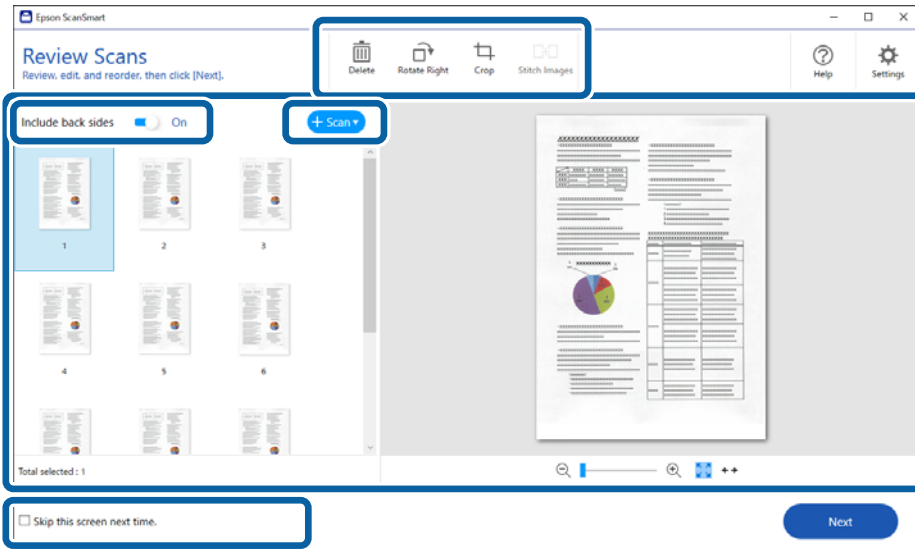 Epson ScanSmart
Review Scans
Review, edit, and reorder, then click [Next].
Delete
Rotate Right
Crop
Stitch Images
Help
Settings
Include back sides
On
+ Scan
1
2
3
4
5
6
Total selected : 1
Skip this screen next time.
Next